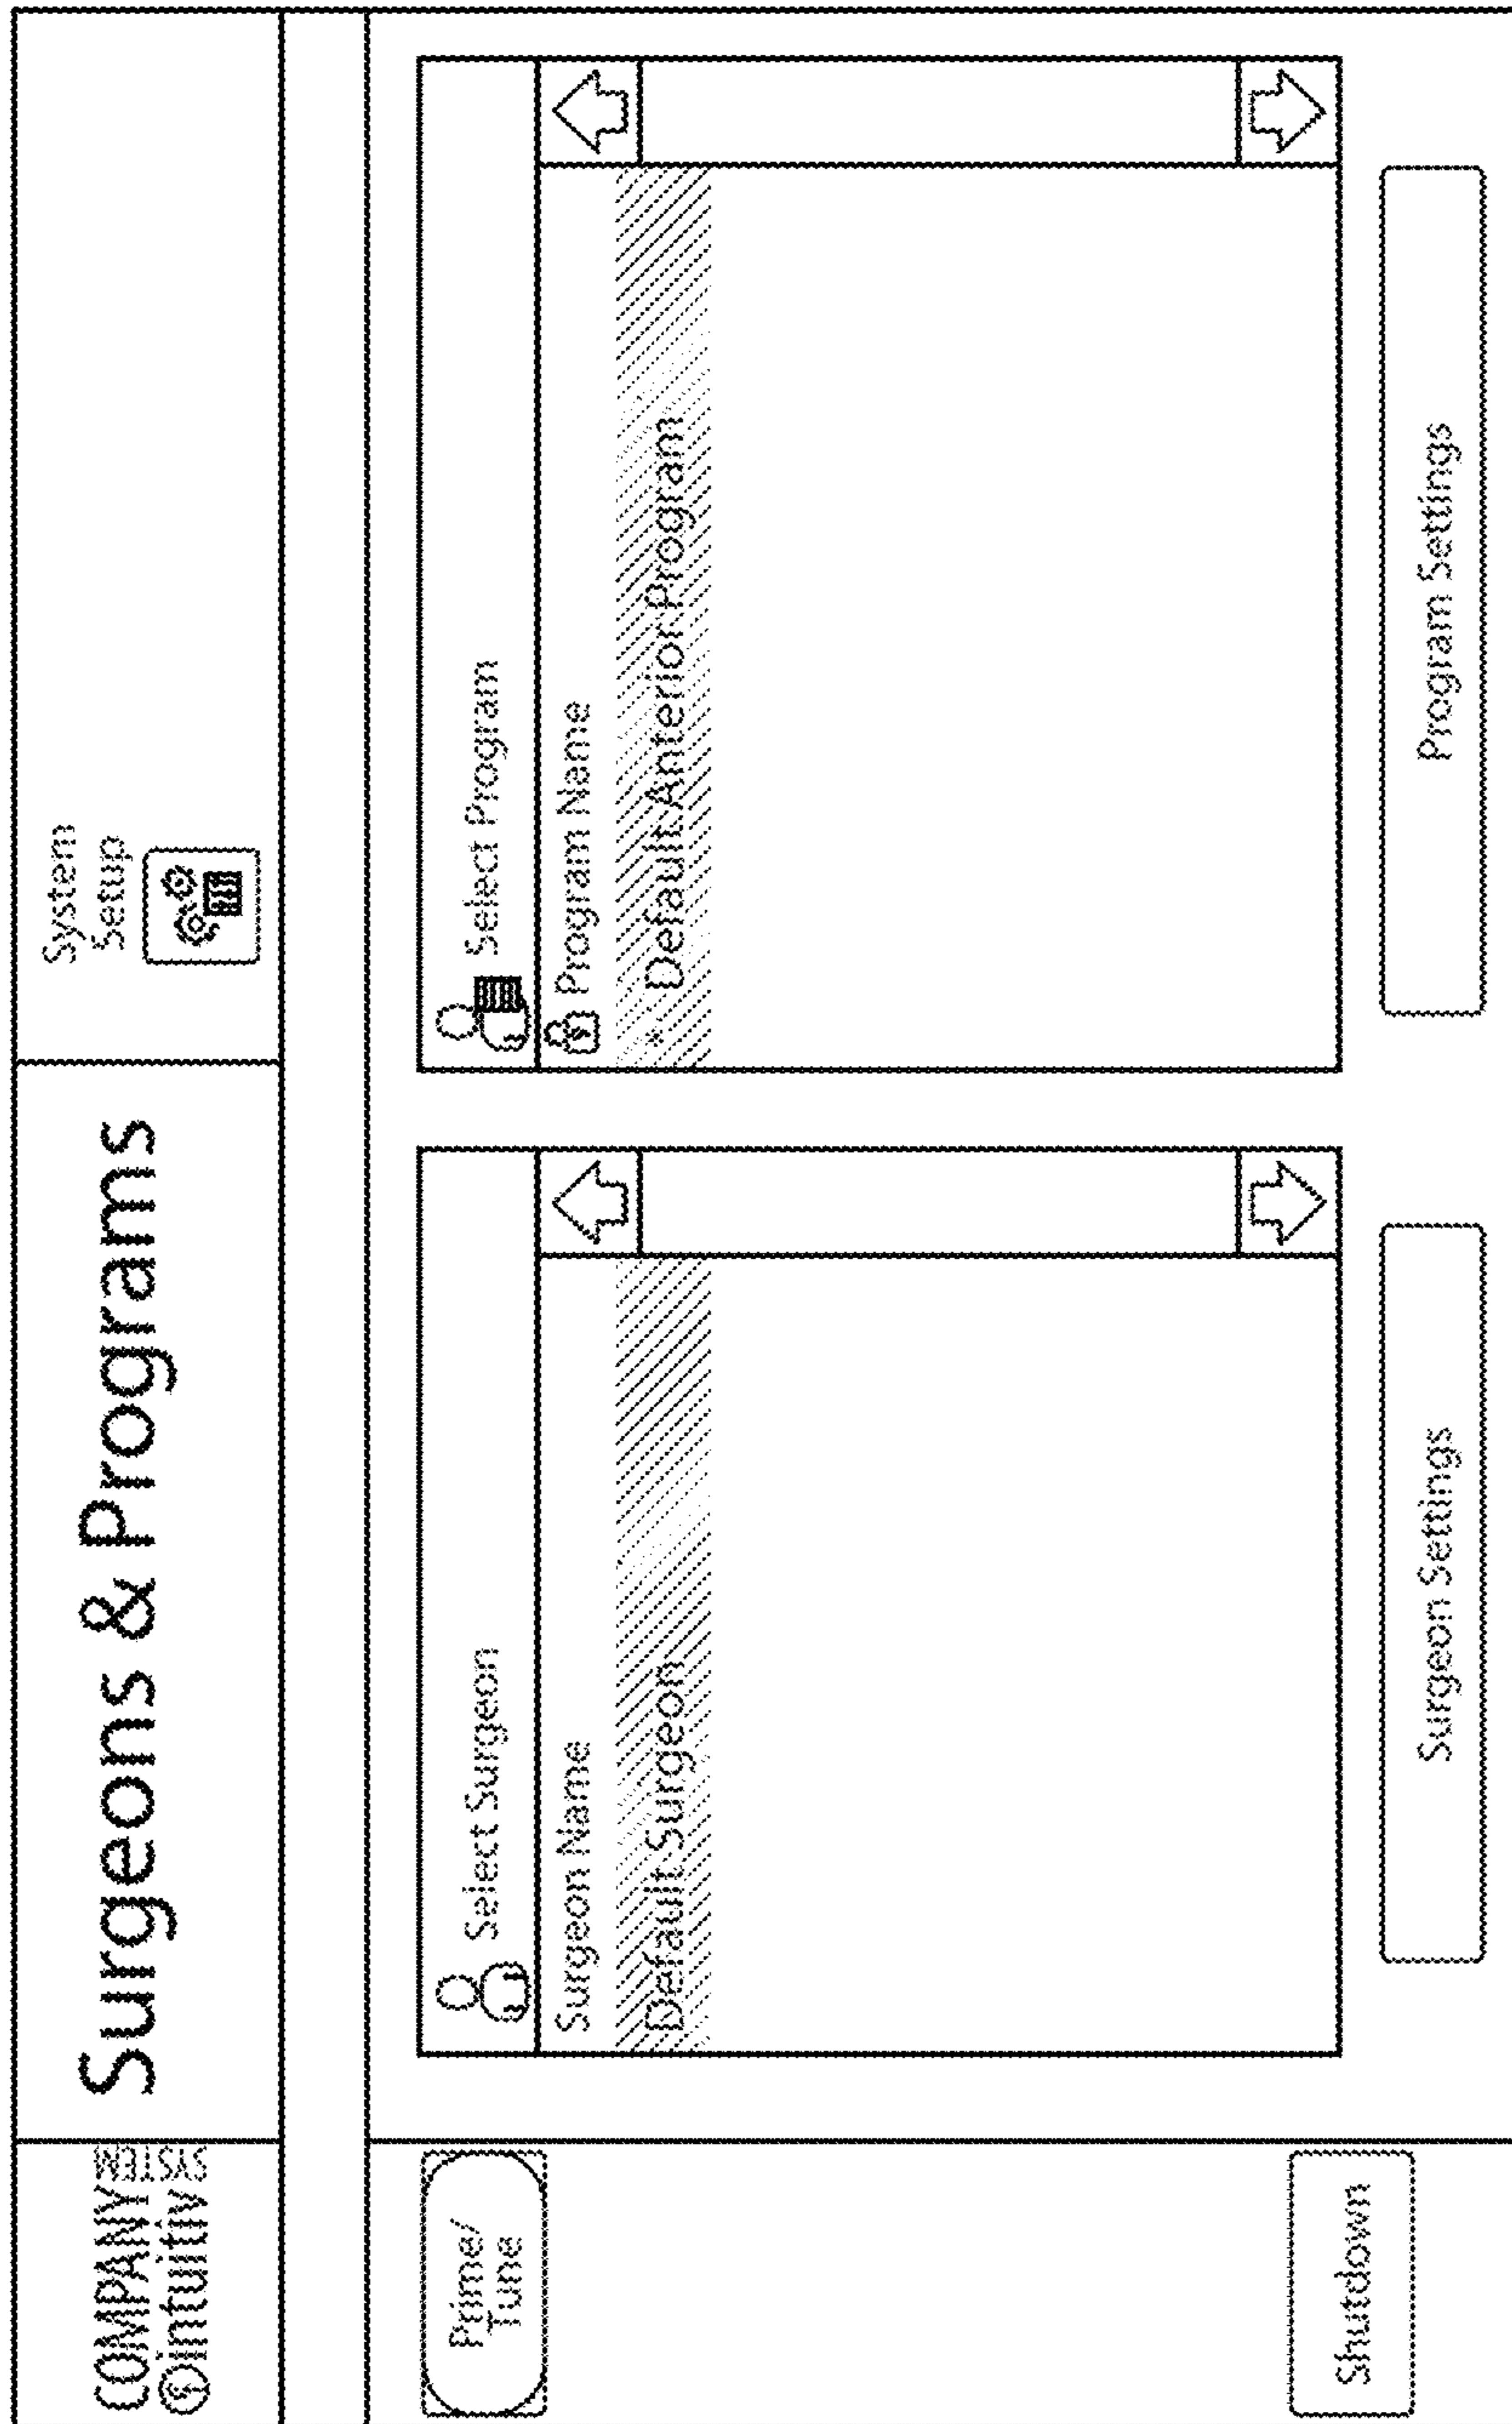 COMPANY
intuitiv
SYSTEM
Surgeons & Programs
System
Setup
Prime/
Tune
Select Surgeon
Surgeon Name
Default Surgeon
Select Program
Program Name
* Default Anterior Program
Surgeon Settings
Program Settings
Shutdown